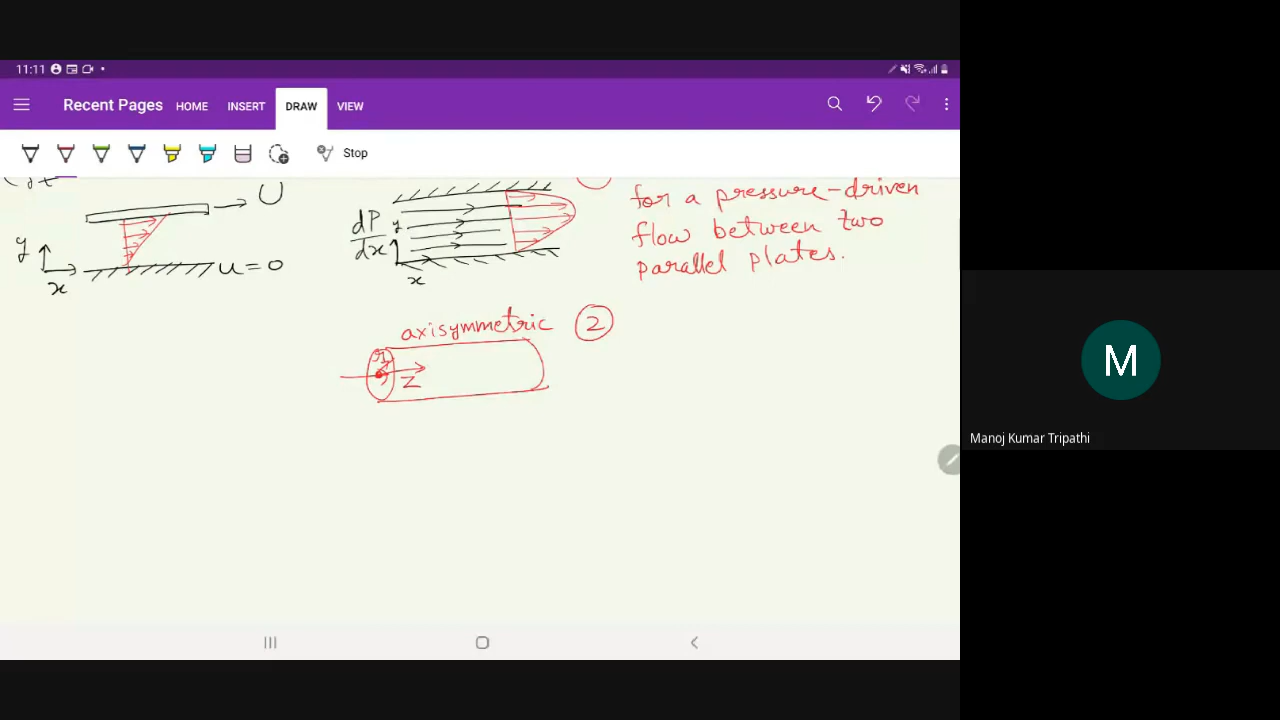 11:11
Recent Pages HOME INSERT DRAW VIEW
Stop
U
for a pressure-driven
flow between two
parallel plates.
dP
dx
y
x
y
x
u = 0
axisymmetric 2
r
z
M
Manoj Kumar Tripathi